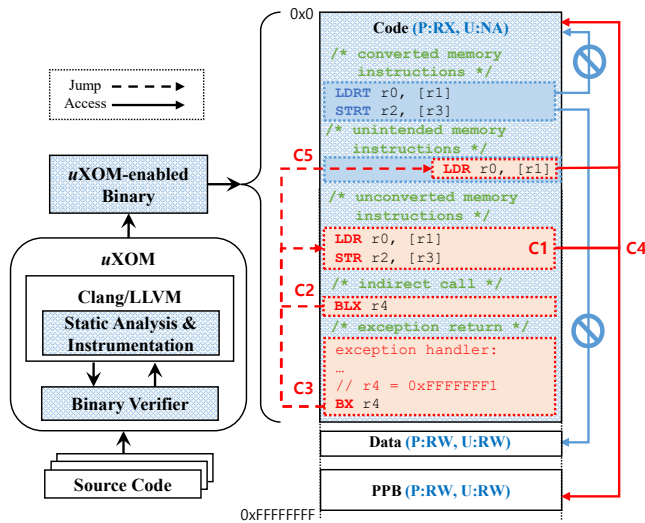 0x0
Jump
Access
uXOM-enabled
Binary
uXOM
Clang/LLVM
Static Analysis &
Instrumentation
Binary Verifier
Source Code
Code (P:RX, U:NA)
/* converted memory
instructions */
LDRT r0, [r1]
STRT r2, [r3]
/* unintended memory
instructions */
C5
LDR r0, [r1]
/* unconverted memory
instructions */
LDR r0, [r1]
STR r2, [r3]
C1
C4
C2
/* indirect call */
BLX r4
/* exception return */
C3
exception handler:
…
// r4 = 0xFFFFFFF1
BX r4
Data (P:RW, U:RW)
PPB (P:RW, U:RW)
0xFFFFFFFF